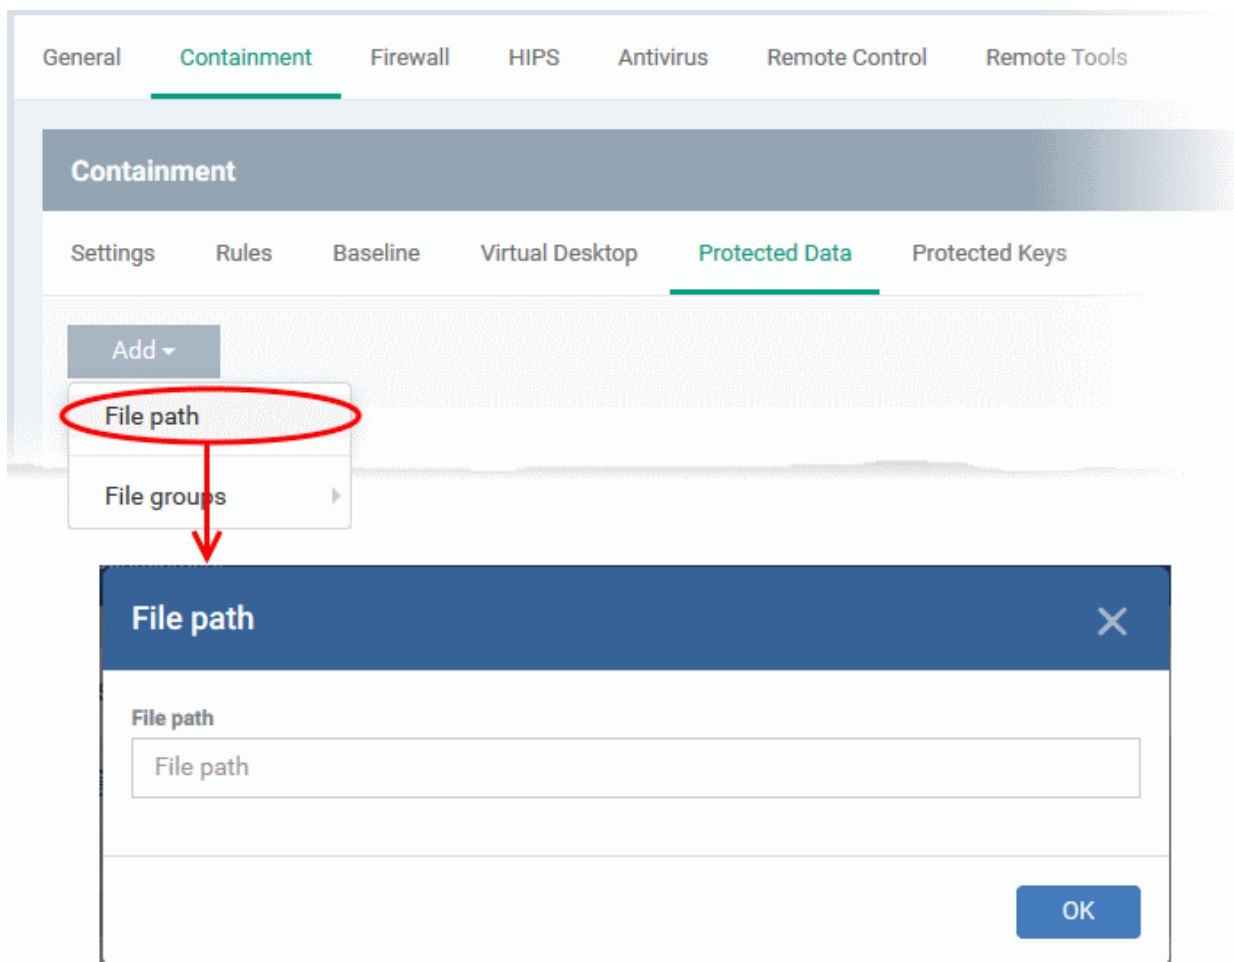 General Containment Firewall HIPS Antivirus Remote Control Remote Tools
Containment
Settings Rules Baseline Virtual Desktop Protected Data Protected Keys
Add
File path
File groups
File path
File path
File path
OK